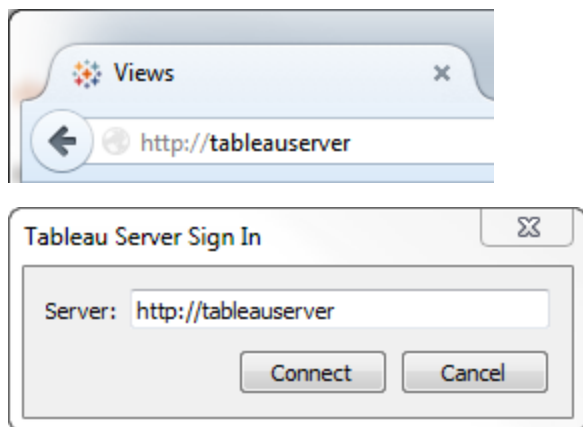 Views
http://tableauserver
Tableau Server Sign In
Server: http://tableauserver
Connect Cancel